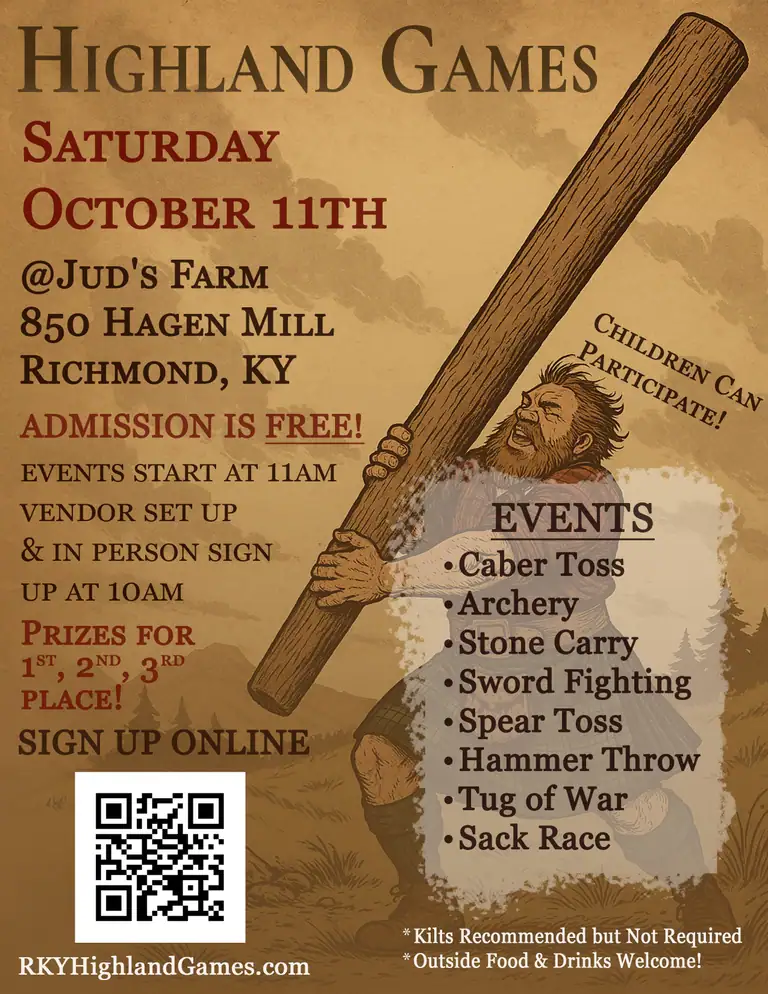 Highland Games
Saturday
October 11th
@Jud's Farm
850 Hagen Mill
Richmond, KY
Children Can
Participate!
ADMISSION IS FREE!
EVENTS START AT 11AM
VENDOR SET UP
& IN PERSON SIGN
UP AT 10AM
Prizes for
1ST, 2ND, 3RD
place!
SIGN UP ONLINE
RKYHighlandGames.com
EVENTS
• Caber Toss
• Archery
• Stone Carry
• Sword Fighting
• Spear Toss
• Hammer Throw
• Tug of War
• Sack Race
*Kilts Recommended but Not Required
*Outside Food & Drinks Welcome!